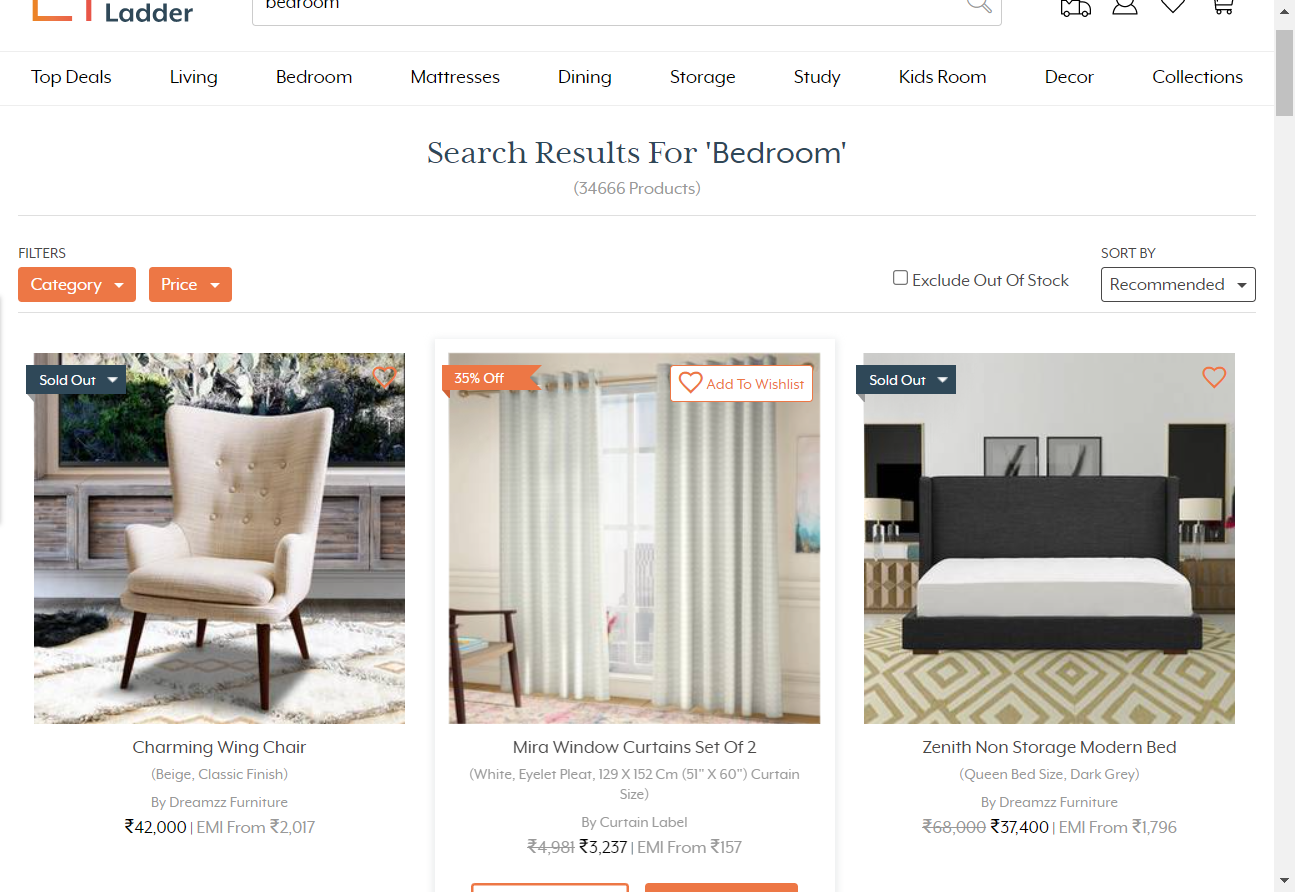 Ladder
bedroom
Top Deals
Living
Bedroom
Mattresses
Dining
Storage
Study
Kids Room
Decor
Collections
Search Results For 'Bedroom'
(34666 Products)
FILTERS
Category
Price
Exclude Out Of Stock
SORT BY
Recommended
Sold Out
35% Off
Add To Wishlist
Sold Out
Charming Wing Chair
(Beige, Classic Finish)
By Dreamzz Furniture
₹42,000 | EMI From ₹2,017
Mira Window Curtains Set Of 2
(White, Eyelet Pleat, 129 X 152 Cm (51" X 60") Curtain
Size)
By Curtain Label
₹4,981 ₹3,237 | EMI From ₹157
Zenith Non Storage Modern Bed
(Queen Bed Size, Dark Grey)
By Dreamzz Furniture
₹68,000 ₹37,400 | EMI From ₹1,796